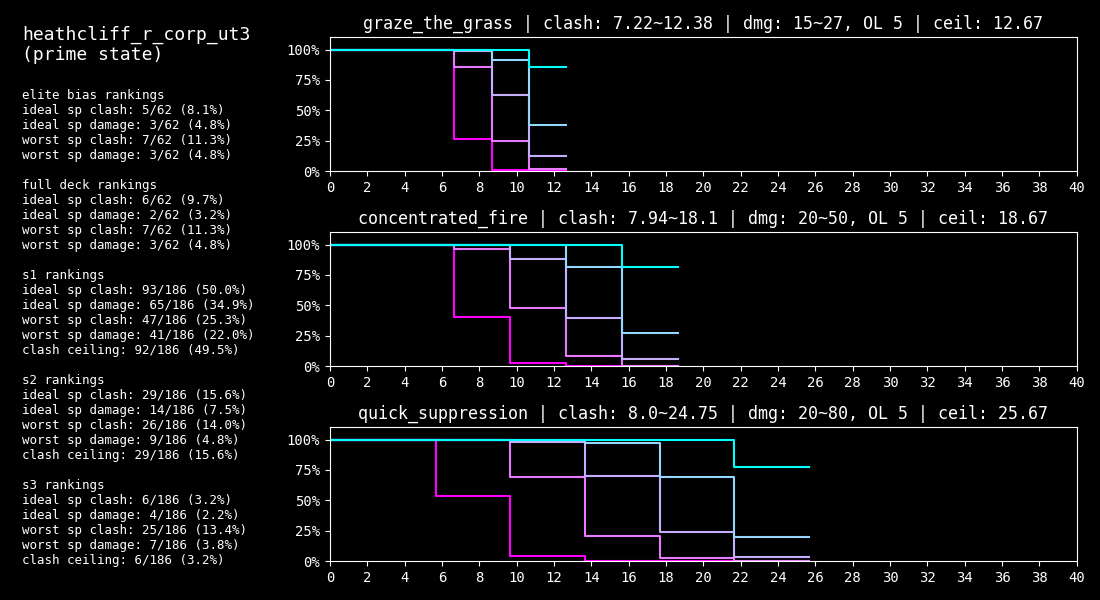 heathcliff_r_corp_ut3
(prime state)
elite bias rankings
ideal sp clash: 5/62 (8.1%)
ideal sp damage: 3/62 (4.8%)
worst sp clash: 7/62 (11.3%)
worst sp damage: 3/62 (4.8%)
full deck rankings
ideal sp clash: 6/62 (9.7%)
ideal sp damage: 2/62 (3.2%)
worst sp clash: 7/62 (11.3%)
worst sp damage: 3/62 (4.8%)
s1 rankings
ideal sp clash: 93/186 (50.0%)
ideal sp damage: 65/186 (34.9%)
worst sp clash: 47/186 (25.3%)
worst sp damage: 41/186 (22.0%)
clash ceiling: 92/186 (49.5%)
s2 rankings
ideal sp clash: 29/186 (15.6%)
ideal sp damage: 14/186 (7.5%)
worst sp clash: 26/186 (14.0%)
worst sp damage: 9/186 (4.8%)
clash ceiling: 29/186 (15.6%)
s3 rankings
ideal sp clash: 6/186 (3.2%)
ideal sp damage: 4/186 (2.2%)
worst sp clash: 25/186 (13.4%)
worst sp damage: 7/186 (3.8%)
clash ceiling: 6/186 (3.2%)
graze_the_grass | clash: 7.22~12.38 | dmg: 15~27, OL 5 | ceil: 12.67
100%
75%
50%
25%
0%
0 2 4 6 8 10 12 14 16 18 20 22 24 26 28 30 32 34 36 38 40
concentrated_fire | clash: 7.94~18.1 | dmg: 20~50, OL 5 | ceil: 18.67
100%
75%
50%
25%
0%
0 2 4 6 8 10 12 14 16 18 20 22 24 26 28 30 32 34 36 38 40
quick_suppression | clash: 8.0~24.75 | dmg: 20~80, OL 5 | ceil: 25.67
100%
75%
50%
25%
0%
0 2 4 6 8 10 12 14 16 18 20 22 24 26 28 30 32 34 36 38 40